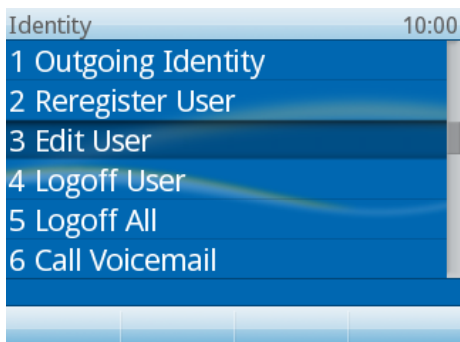 Identity 10:00
1 Outgoing Identity
2 Reregister User
3 Edit User
4 Logoff User
5 Logoff All
6 Call Voicemail